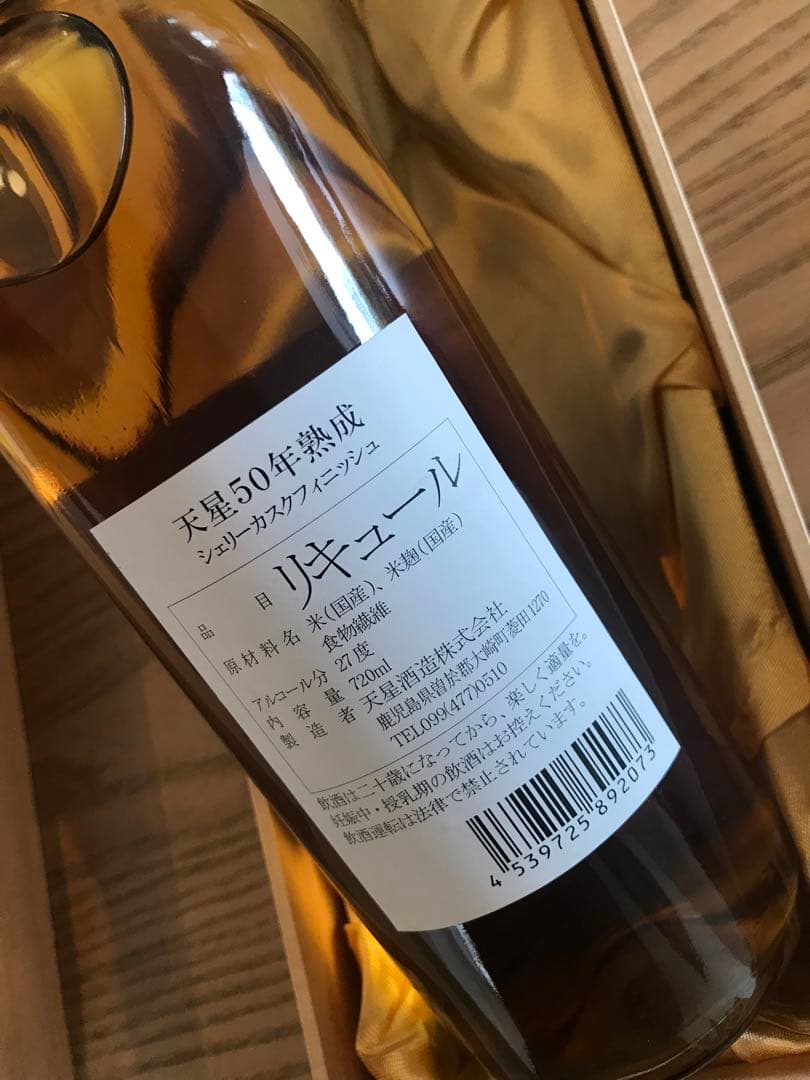 天星50年熟成
シェリーカスクフィニッシュ
品目 リキュール
原材料名 米(国産)、米麹(国産)
食物繊維
アルコール分 27度
内容量 720ml
製造者 天星酒造株式会社
鹿児島県曽於郡大崎町菱田1270
TEL099(477)0510
飲酒は二十歳になってから、楽しく適量を。
妊娠中・授乳期の飲酒はお控えください。
飲酒運転は法律で禁止されています。
4 539725 892073